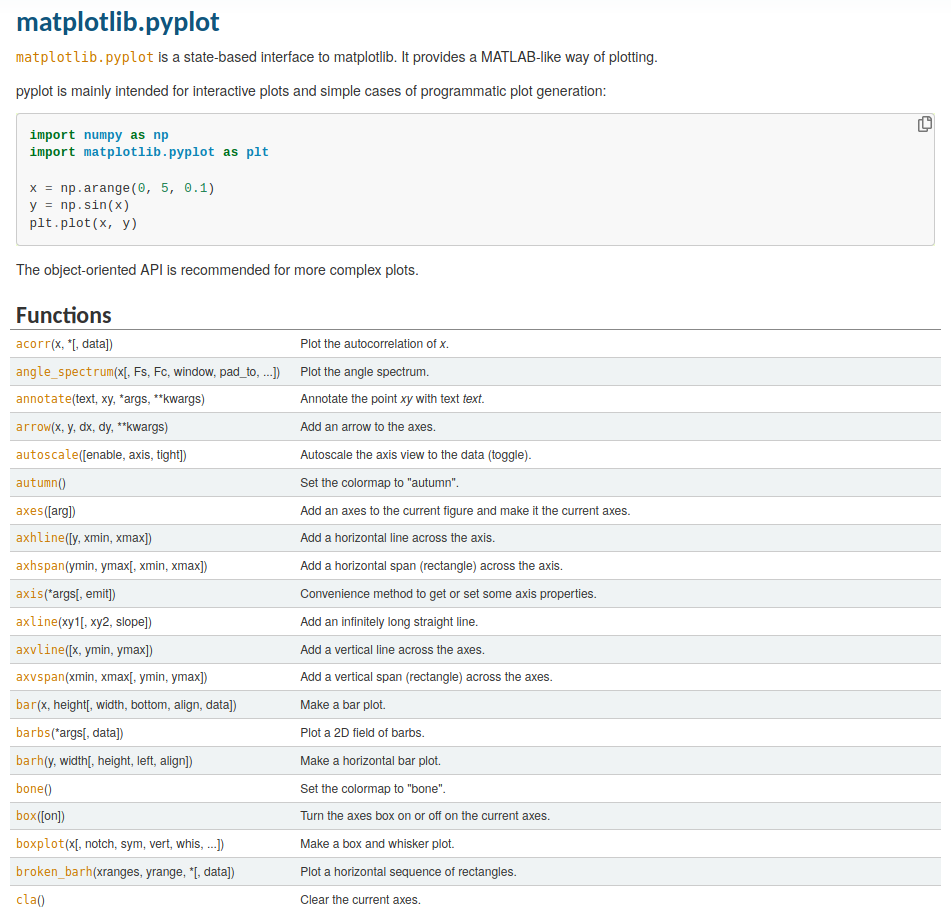 matplotlib.pyplot
matplotlib.pyplot is a state-based interface to matplotlib. It provides a MATLAB-like way of plotting.
pyplot is mainly intended for interactive plots and simple cases of programmatic plot generation:
import numpy as np
import matplotlib.pyplot as plt
x = np.arange(0, 5, 0.1)
y = np.sin(x)
plt.plot(x, y)
The object-oriented API is recommended for more complex plots.
Functions
acorr(x, *[, data]) Plot the autocorrelation of x.
angle_spectrum(x[, Fs, Fc, window, pad_to, ...]) Plot the angle spectrum.
annotate(text, xy, *args, **kwargs) Annotate the point xy with text text.
arrow(x, y, dx, dy, **kwargs) Add an arrow to the axes.
autoscale([enable, axis, tight]) Autoscale the axis view to the data (toggle).
autumn() Set the colormap to "autumn".
axes([arg]) Add an axes to the current figure and make it the current axes.
axhline([y, xmin, xmax]) Add a horizontal line across the axis.
axhspan(ymin, ymax[, xmin, xmax]) Add a horizontal span (rectangle) across the axis.
axis(*args[, emit]) Convenience method to get or set some axis properties.
axline(xy1[, xy2, slope]) Add an infinitely long straight line.
axvline([x, ymin, ymax]) Add a vertical line across the axes.
axvspan(xmin, xmax[, ymin, ymax]) Add a vertical span (rectangle) across the axes.
bar(x, height[, width, bottom, align, data]) Make a bar plot.
barbs(*args[, data]) Plot a 2D field of barbs.
barh(y, width[, height, left, align]) Make a horizontal bar plot.
bone() Set the colormap to "bone".
box([on]) Turn the axes box on or off on the current axes.
boxplot(x[, notch, sym, vert, whis, ...]) Make a box and whisker plot.
broken_barh(xranges, yrange, *[, data]) Plot a horizontal sequence of rectangles.
cla() Clear the current axes.